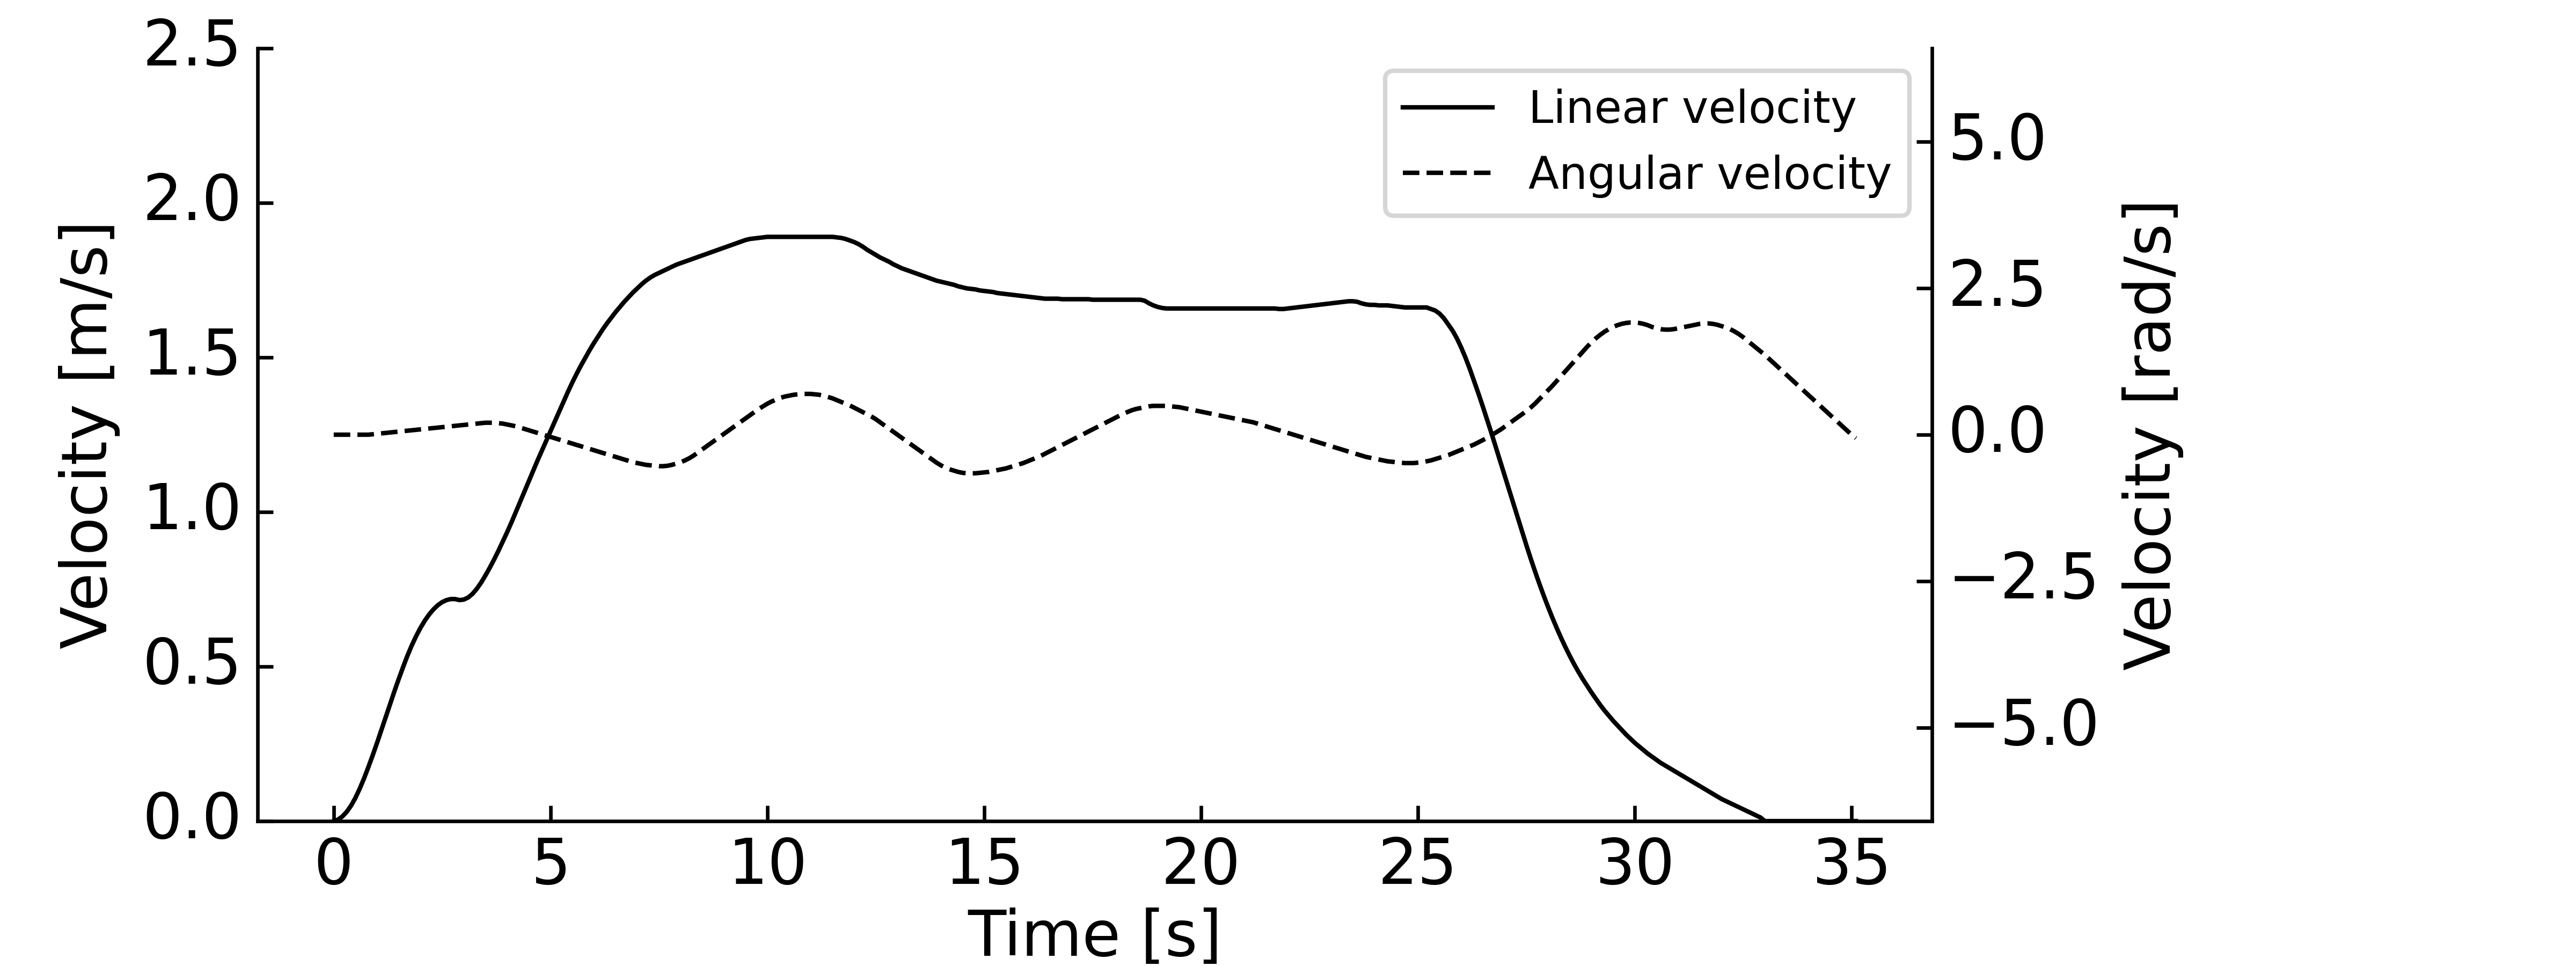 Velocity [m/s]
2.5
2.0
1.5
1.0
0.5
0.0
Linear velocity
Angular velocity
5.0
2.5
0.0
−2.5
−5.0
Velocity [rad/s]
0 5 10 15 20 25 30 35
Time [s]